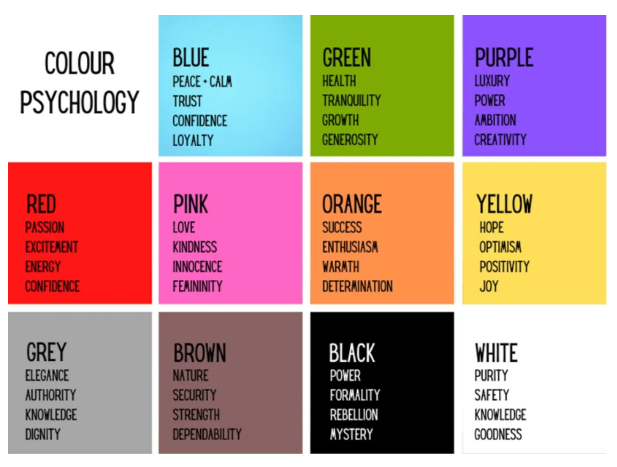 COLOUR
PSYCHOLOGY
BLUE
PEACE + CALM
TRUST
CONFIDENCE
LOYALTY
GREEN
HEALTH
TRANQUILITY
GROWTH
GENEROSITY
PURPLE
LUXURY
POWER
AMBITION
CREATIVITY
RED
PASSION
EXCITEMENT
ENERGY
CONFIDENCE
PINK
LOVE
KINDNESS
INNOCENCE
FEMININITY
ORANGE
SUCCESS
ENTHUSIASM
WARMTH
DETERMINATION
YELLOW
HOPE
OPTIMISM
POSITIVITY
JOY
GREY
ELEGANCE
AUTHORITY
KNOWLEDGE
DIGNITY
BROWN
NATURE
SECURITY
STRENGTH
DEPENDABILITY
BLACK
POWER
FORMALITY
REBELLION
MYSTERY
WHITE
PURITY
SAFETY
KNOWLEDGE
GOODNESS